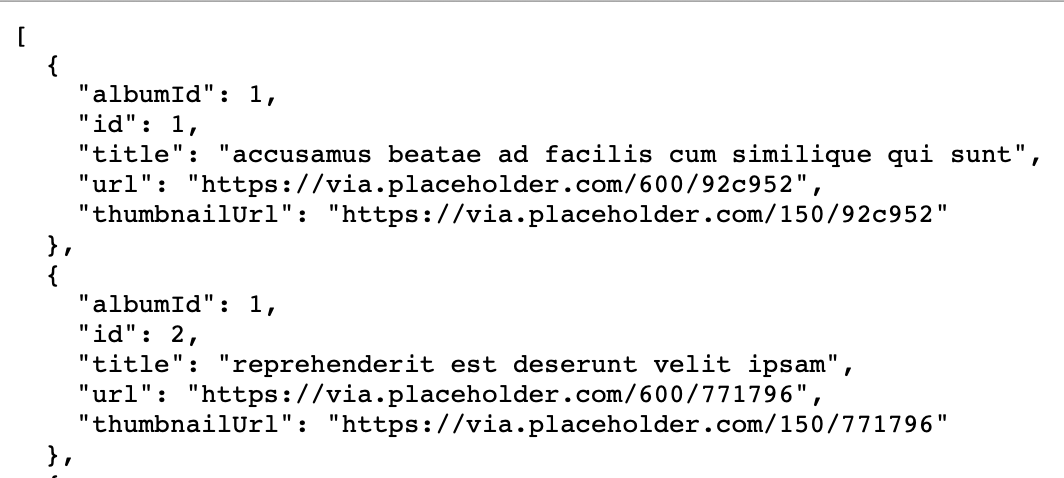 [
  {
    "albumId": 1,
    "id": 1,
    "title": "accusamus beatae ad facilis cum similique qui sunt",
    "url": "https://via.placeholder.com/600/92c952",
    "thumbnailUrl": "https://via.placeholder.com/150/92c952"
  },
  {
    "albumId": 1,
    "id": 2,
    "title": "reprehenderit est deserunt velit ipsam",
    "url": "https://via.placeholder.com/600/771796",
    "thumbnailUrl": "https://via.placeholder.com/150/771796"
  },